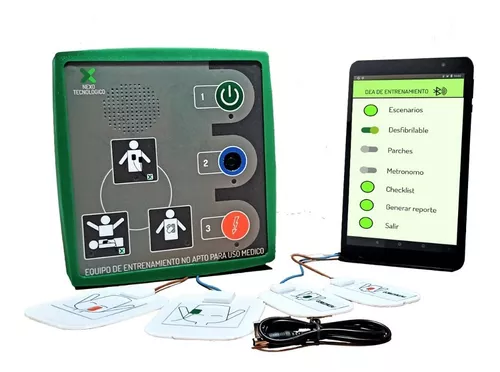 NEXO
TECNOLOGICO
1
2
3
EQUIPO DE ENTRENAMIENTO NO APTO PARA USO MEDICO
DEA DE ENTRENAMIENTO
Escenarios
Desfibrilable
Parches
Metronomo
Checklist
Generar reporte
Salir